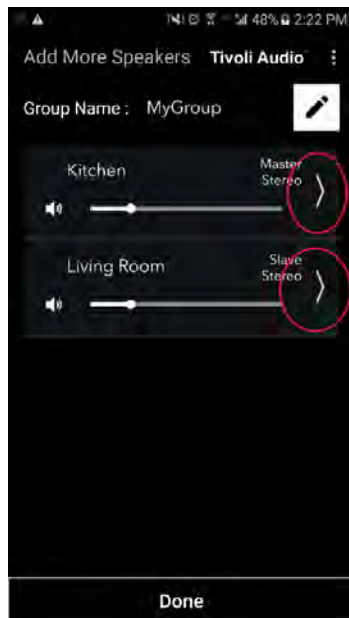 48% 2:22 PM
Add More Speakers Tivoli Audio
Group Name : MyGroup
Kitchen
Master
Stereo
Living Room
Slave
Stereo
Done